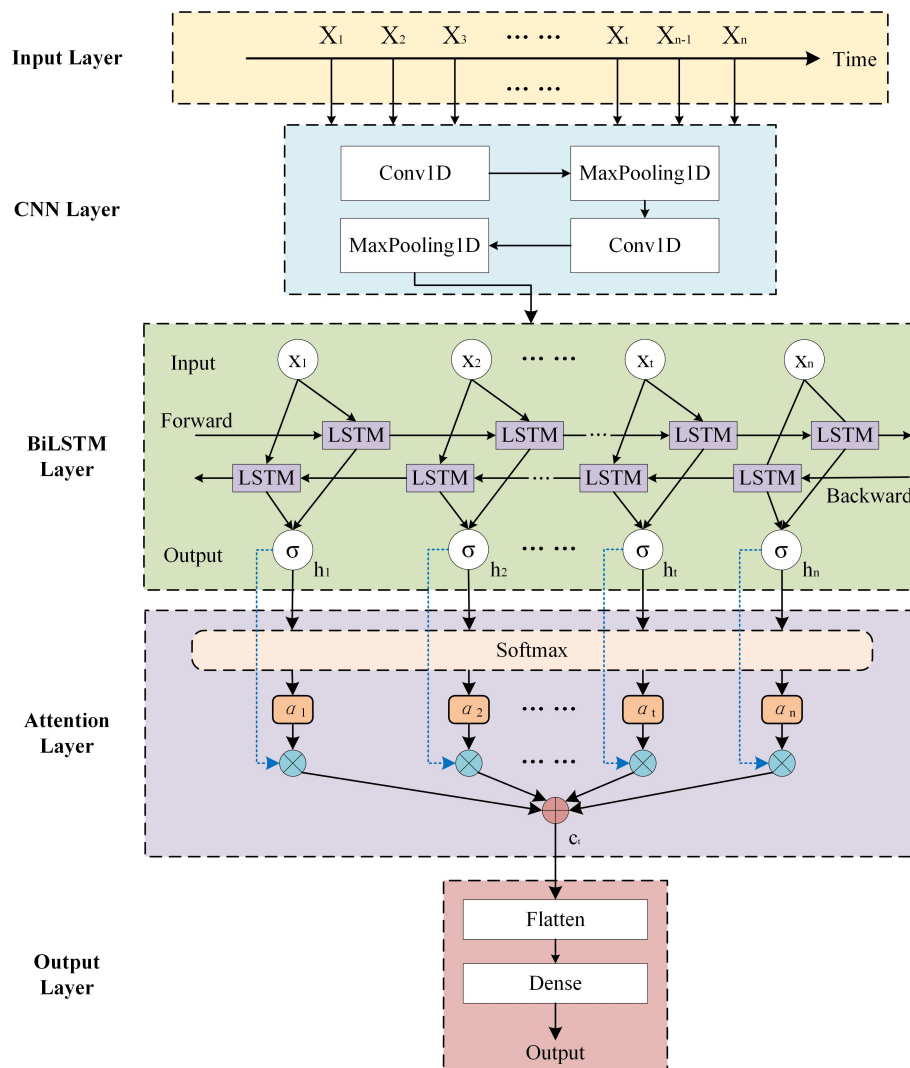 X₁ X₂ X₃ ⋯ ⋯ Xₜ Xₙ₋₁ Xₙ
Input Layer
Time
⋯ ⋯
Conv1D MaxPooling1D
CNN Layer
MaxPooling1D Conv1D
Input X₁ X₂ ⋯ ⋯ Xₜ Xₙ
Forward
LSTM LSTM ⋯ LSTM LSTM
BiLSTM
Layer
LSTM LSTM ⋯ LSTM LSTM
Backward
Output σ σ ⋯ ⋯ σ σ
h₁ h₂ hₜ hₙ
Softmax
α₁ α₂ ⋯ ⋯ αₜ αₙ
Attention
Layer
⋯ ⋯
cₜ
Flatten
Output
Layer
Dense
Output